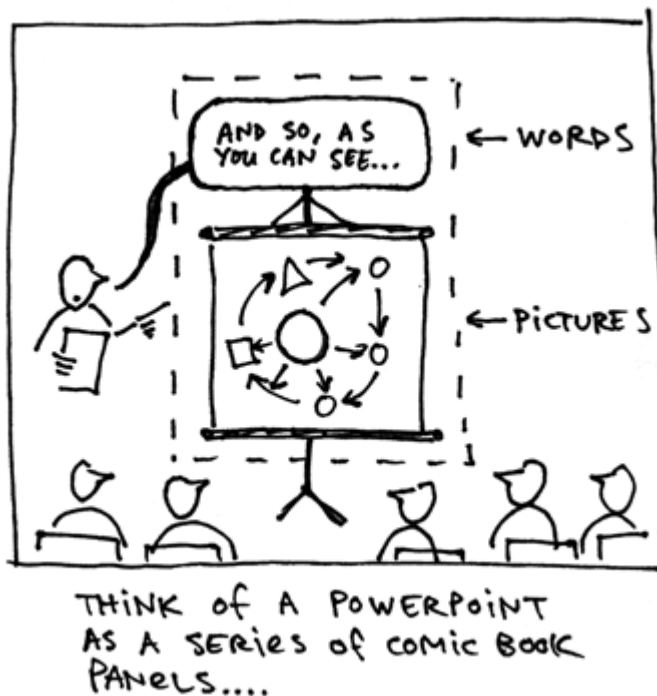 AND SO, AS
YOU CAN SEE...
← WORDS
← PICTURES
THINK OF A POWERPOINT
AS A SERIES OF COMIC BOOK
PANELS....